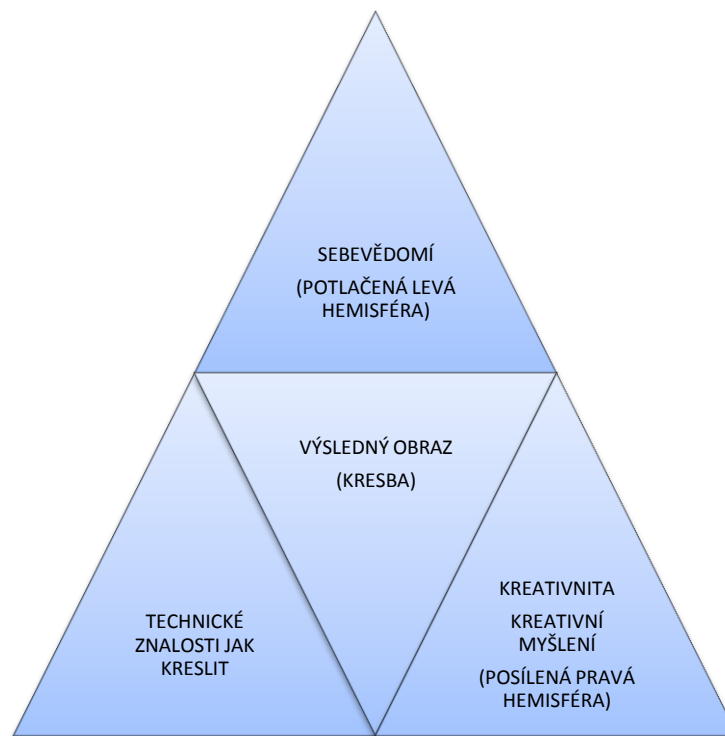 SEBEVĚDOMÍ
(POTLAČENÁ LEVÁ
HEMISFÉRA)
VÝSLEDNÝ OBRAZ
(KRESBA)
TECHNICKÉ
ZNALOSTI JAK
KRESLIT
KREATIVNITA
KREATIVNÍ
MYŠLENÍ
(POSÍLENÁ PRAVÁ
HEMISFÉRA)